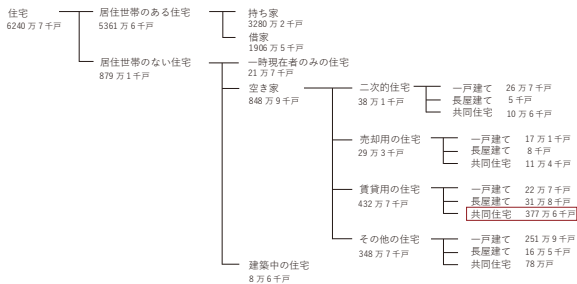 住宅
6240 万 7 千戸
居住世帯のある住宅
5361 万 6 千戸
持ち家
3280 万 2 千戸
借家
1906 万 5 千戸
居住世帯のない住宅
879 万 1 千戸
一時現在者のみの住宅
21 万 7 千戸
空き家
848 万 9 千戸
二次的住宅
38 万 1 千戸
一戸建て 26 万 7 千戸
長屋建て 5 千戸
共同住宅 10 万 6 千戸
売却用の住宅
29 万 3 千戸
一戸建て 17 万 1 千戸
長屋建て 8 千戸
共同住宅 11 万 4 千戸
賃貸用の住宅
432 万 7 千戸
一戸建て 22 万 7 千戸
長屋建て 31 万 8 千戸
共同住宅 377 万 6 千戸
その他の住宅
348 万 7 千戸
一戸建て 251 万 9 千戸
長屋建て 16 万 5 千戸
共同住宅 78 万戸
建築中の住宅
8 万 6 千戸